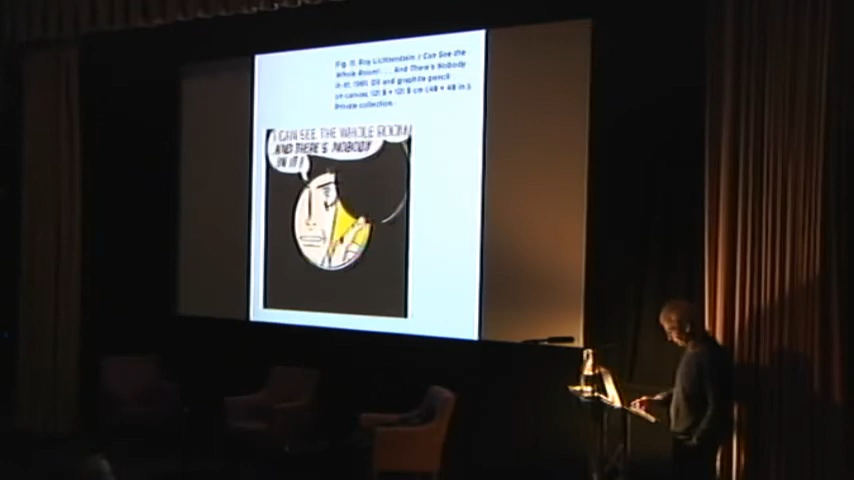 Fig. 11. Roy Lichtenstein. I Can See the
Whole Room! . . . And There's Nobody
in it!, 1961. Oil and graphite pencil
on canvas, 121.9 × 121.9 cm (48 × 48 in.).
Private collection
I CAN SEE THE WHOLE ROOM
AND THERE'S NOBODY
IN IT!